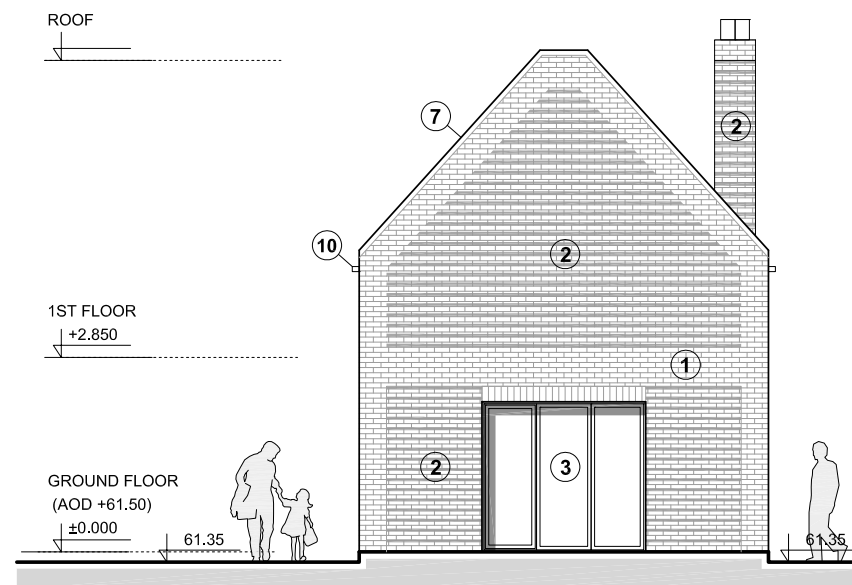 ROOF
7
2
10
2
1ST FLOOR
+2.850
1
2
3
GROUND FLOOR
(AOD +61.50)
±0.000
61.35
61.35